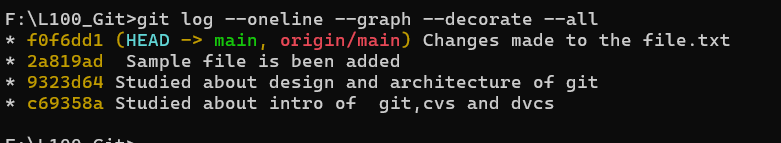 F:\L100_Git>git log --oneline --graph --decorate --all
* f0f6dd1 (HEAD -> main, origin/main) Changes made to the file.txt
* 2a819ad  Sample file is been added
* 9323d64 Studied about design and architecture of git
* c69358a Studied about intro of  git,cvs and dvcs
F:\L100_Git>